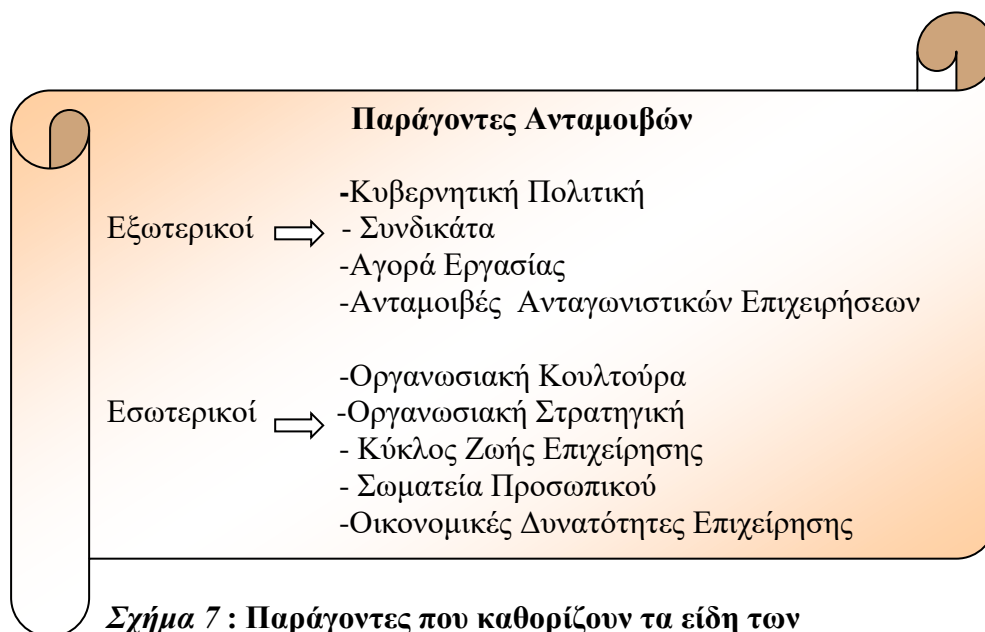 Παράγοντες Ανταμοιβών
-Κυβερνητική Πολιτική
Εξωτερικοί - Συνδικάτα
-Αγορά Εργασίας
-Ανταμοιβές Ανταγωνιστικών Επιχειρήσεων
-Οργανωσιακή Κουλτούρα
Εσωτερικοί -Οργανωσιακή Στρατηγική
- Κύκλος Ζωής Επιχείρησης
- Σωματεία Προσωπικού
-Οικονομικές Δυνατότητες Επιχείρησης
Σχήμα 7 : Παράγοντες που καθορίζουν τα είδη των